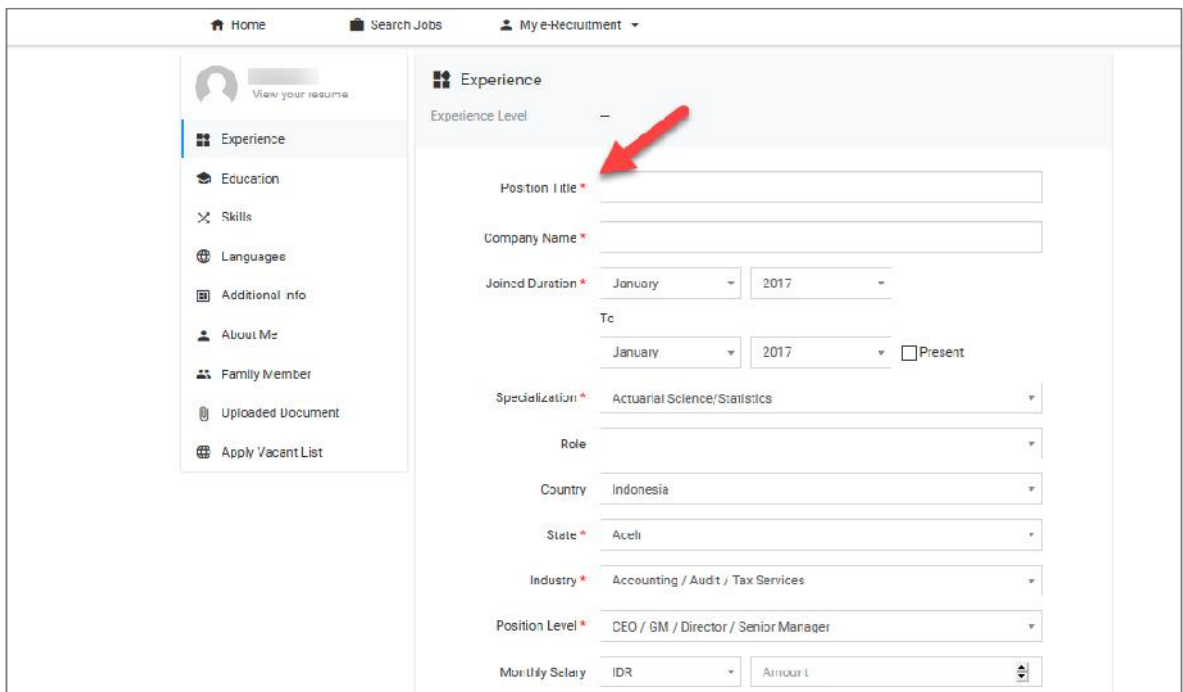 Home Search Jobs My e-Recruitment
View your resume
Experience
Education
Skills
Languages
Additional Info
About Me
Family Member
Uploaded Document
Apply Vacant List
Experience
Experience Level –
Position Title *
Company Name *
Joined Duration * January 2017
To
January 2017 Present
Specialization * Actuarial Science/Statistics
Role
Country Indonesia
State * Aceh
Industry * Accounting / Audit / Tax Services
Position Level * CEO / GM / Director / Senior Manager
Monthly Salary IDR Amount